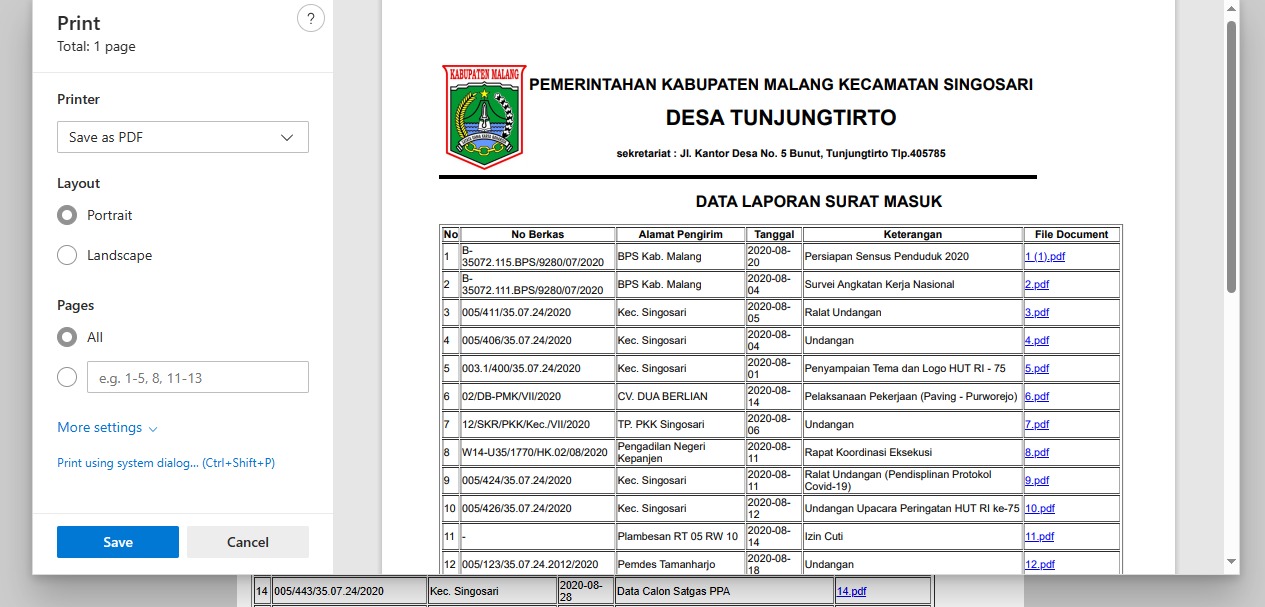 Print
?
Total: 1 page
Printer
Save as PDF
Layout
Portrait
Landscape
Pages
All
e.g. 1-5, 8, 11-13
More settings
Print using system dialog... (Ctrl+Shift+P)
Save
Cancel
KABUPATEN MALANG
PEMERINTAHAN KABUPATEN MALANG KECAMATAN SINGOSARI
DESA TUNJUNGTIRTO
sekretariat : Jl. Kantor Desa No. 5 Bunut, Tunjungtirto Tlp.405785
DATA LAPORAN SURAT MASUK
No No Berkas Alamat Pengirim Tanggal Keterangan File Document
1 B-35072.115.BPS/9280/07/2020 BPS Kab. Malang 2020-08-20 Persiapan Sensus Penduduk 2020 1 (1).pdf
2 B-35072.111.BPS/9280/07/2020 BPS Kab. Malang 2020-08-04 Survei Angkatan Kerja Nasional 2.pdf
3 005/411/35.07.24/2020 Kec. Singosari 2020-08-05 Ralat Undangan 3.pdf
4 005/406/35.07.24/2020 Kec. Singosari 2020-08-04 Undangan 4.pdf
5 003.1/400/35.07.24/2020 Kec. Singosari 2020-08-01 Penyampaian Tema dan Logo HUT RI - 75 5.pdf
6 02/DB-PMK/VII/2020 CV. DUA BERLIAN 2020-08-14 Pelaksanaan Pekerjaan (Paving - Purworejo) 6.pdf
7 12/SKR/PKK/Kec./VII/2020 TP. PKK Singosari 2020-08-06 Undangan 7.pdf
8 W14-U35/1770/HK.02/08/2020 Pengadilan Negeri Kepanjen 2020-08-11 Rapat Koordinasi Eksekusi 8.pdf
9 005/424/35.07.24/2020 Kec. Singosari 2020-08-11 Ralat Undangan (Pendisplinan Protokol Covid-19) 9.pdf
10 005/426/35.07.24/2020 Kec. Singosari 2020-08-12 Undangan Upacara Peringatan HUT RI ke-75 10.pdf
11 - Plambesan RT 05 RW 10 2020-08-14 Izin Cuti 11.pdf
12 005/123/35.07.24.2012/2020 Pemdes Tamanharjo 2020-08-18 Undangan 12.pdf
14 005/443/35.07.24/2020 Kec. Singosari 2020-08-28 Data Calon Satgas PPA 14.pdf